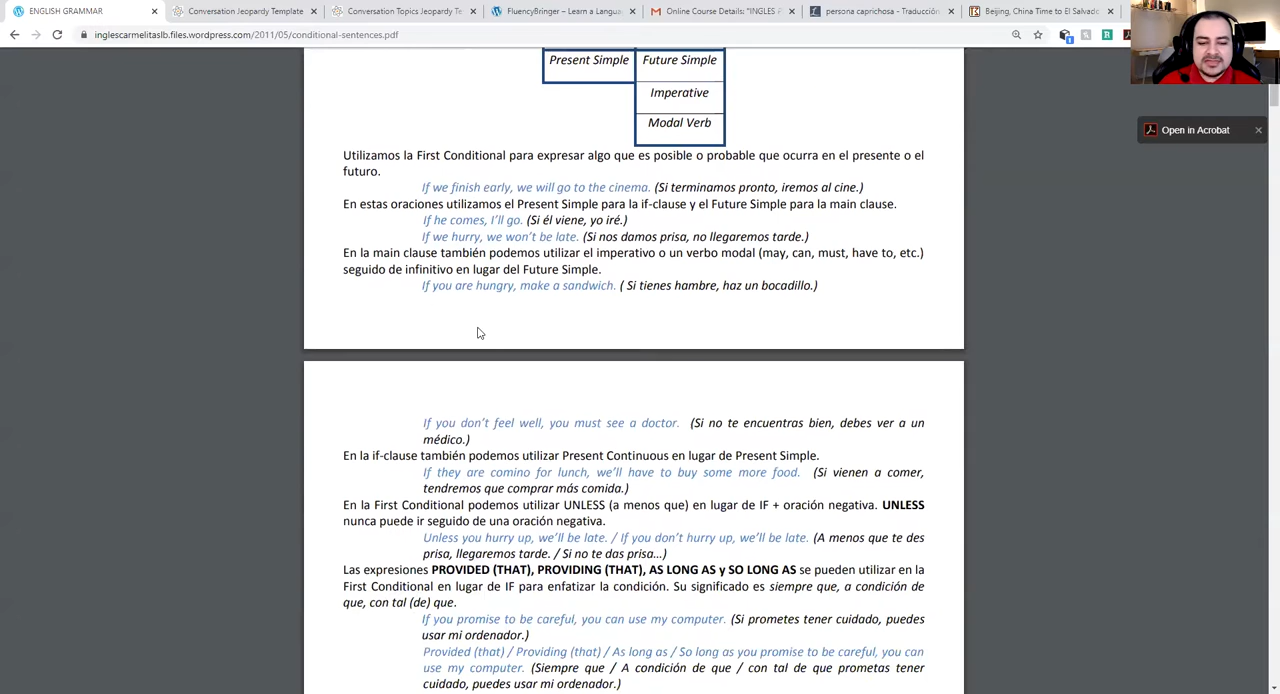 ENGLISH GRAMMAR
Conversation Jeopardy Template
Conversation Topics Jeopardy Te
FluencyBringer – Learn a Langua
Online Course Details: "INGLES
persona caprichosa - Traducción
Beijing, China Time to El Salvado
inglescarmelitaslb.files.wordpress.com/2011/05/conditional-sentences.pdf
Open in Acrobat
Present Simple Future Simple
Imperative
Modal Verb
Utilizamos la First Conditional para expresar algo que es posible o probable que ocurra en el presente o el
futuro.
If we finish early, we will go to the cinema. (Si terminamos pronto, iremos al cine.)
En estas oraciones utilizamos el Present Simple para la if-clause y el Future Simple para la main clause.
If he comes, I'll go. (Si él viene, yo iré.)
If we hurry, we won't be late. (Si nos damos prisa, no llegaremos tarde.)
En la main clause también podemos utilizar el imperativo o un verbo modal (may, can, must, have to, etc.)
seguido de infinitivo en lugar del Future Simple.
If you are hungry, make a sandwich. ( Si tienes hambre, haz un bocadillo.)
If you don't feel well, you must see a doctor. (Si no te encuentras bien, debes ver a un
médico.)
En la if-clause también podemos utilizar Present Continuous en lugar de Present Simple.
If they are comino for lunch, we'll have to buy some more food. (Si vienen a comer,
tendremos que comprar más comida.)
En la First Conditional podemos utilizar UNLESS (a menos que) en lugar de IF + oración negativa. UNLESS
nunca puede ir seguido de una oración negativa.
Unless you hurry up, we'll be late. / If you don't hurry up, we'll be late. (A menos que te des
prisa, llegaremos tarde. / Si no te das prisa…)
Las expresiones PROVIDED (THAT), PROVIDING (THAT), AS LONG AS y SO LONG AS se pueden utilizar en la
First Conditional en lugar de IF para enfatizar la condición. Su significado es siempre que, a condición de
que, con tal (de) que.
If you promise to be careful, you can use my computer. (Si prometes tener cuidado, puedes
usar mi ordenador.)
Provided (that) / Providing (that) / As long as / So long as you promise to be careful, you can
use my computer. (Siempre que / A condición de que / con tal de que prometas tener
cuidado, puedes usar mi ordenador.)